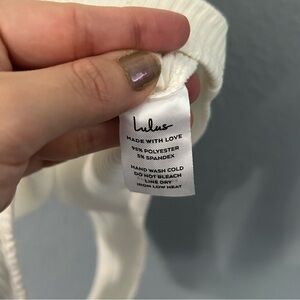 Lulus
MADE WITH LOVE
95% POLYESTER
5% SPANDEX
HAND WASH COLD
DO NOT BLEACH
LINE DRY
IRON LOW HEAT